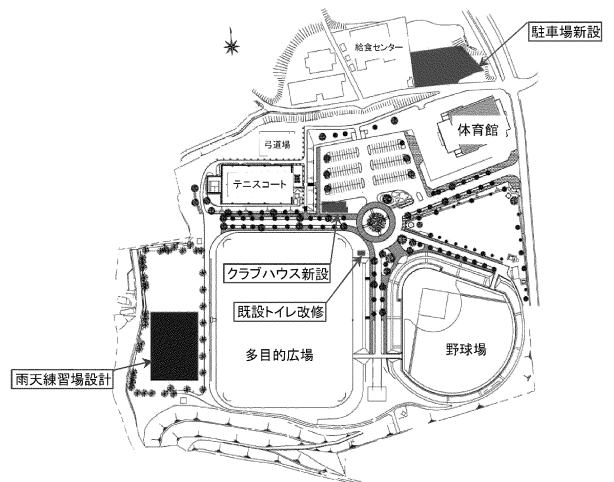 駐車場新設
給食センター
体育館
弓道場
テニスコート
クラブハウス新設
既設トイレ改修
多目的広場
野球場
雨天練習場設計